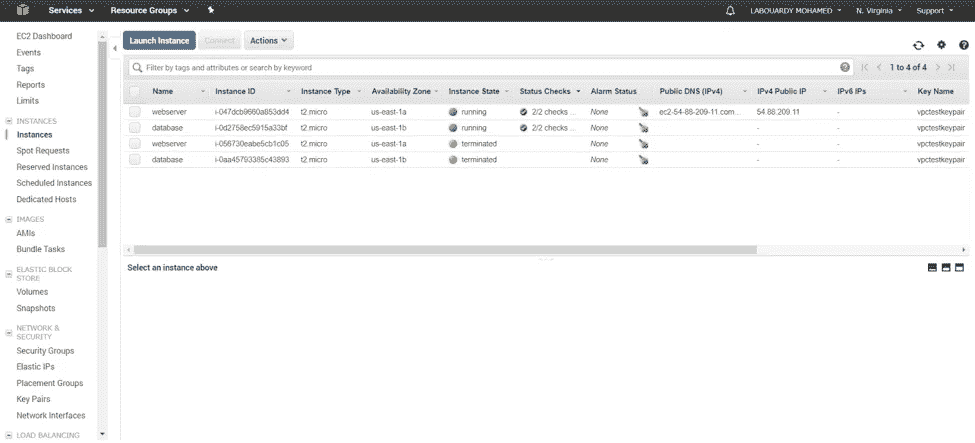 Services Resource Groups LABOUARDY MOHAMED N. Virginia Support
EC2 Dashboard
Events
Tags
Reports
Limits
INSTANCES
Instances
Spot Requests
Reserved Instances
Scheduled Instances
Dedicated Hosts
IMAGES
AMIs
Bundle Tasks
ELASTIC BLOCK
STORE
Volumes
Snapshots
NETWORK &
SECURITY
Security Groups
Elastic IPs
Placement Groups
Key Pairs
Network Interfaces
LOAD BALANCING
Launch Instance Connect Actions
Filter by tags and attributes or search by keyword 1 to 4 of 4
Name Instance ID Instance Type Availability Zone Instance State Status Checks Alarm Status Public DNS (IPv4) IPv4 Public IP IPv6 IPs Key Name
webserver i-047dcb9660a853dd4 t2.micro us-east-1a running 2/2 checks ... None ec2-54-88-209-11.com... 54.88.209.11 - vpctestkeypair
database i-0d2758ec5915a33bf t2.micro us-east-1b running 2/2 checks ... None - - vpctestkeypair
webserver i-056730eabe5cb1c05 t2.micro us-east-1a terminated None - - vpctestkeypair
database i-0aa45793385c43893 t2.micro us-east-1b terminated None - - vpctestkeypair
Select an instance above